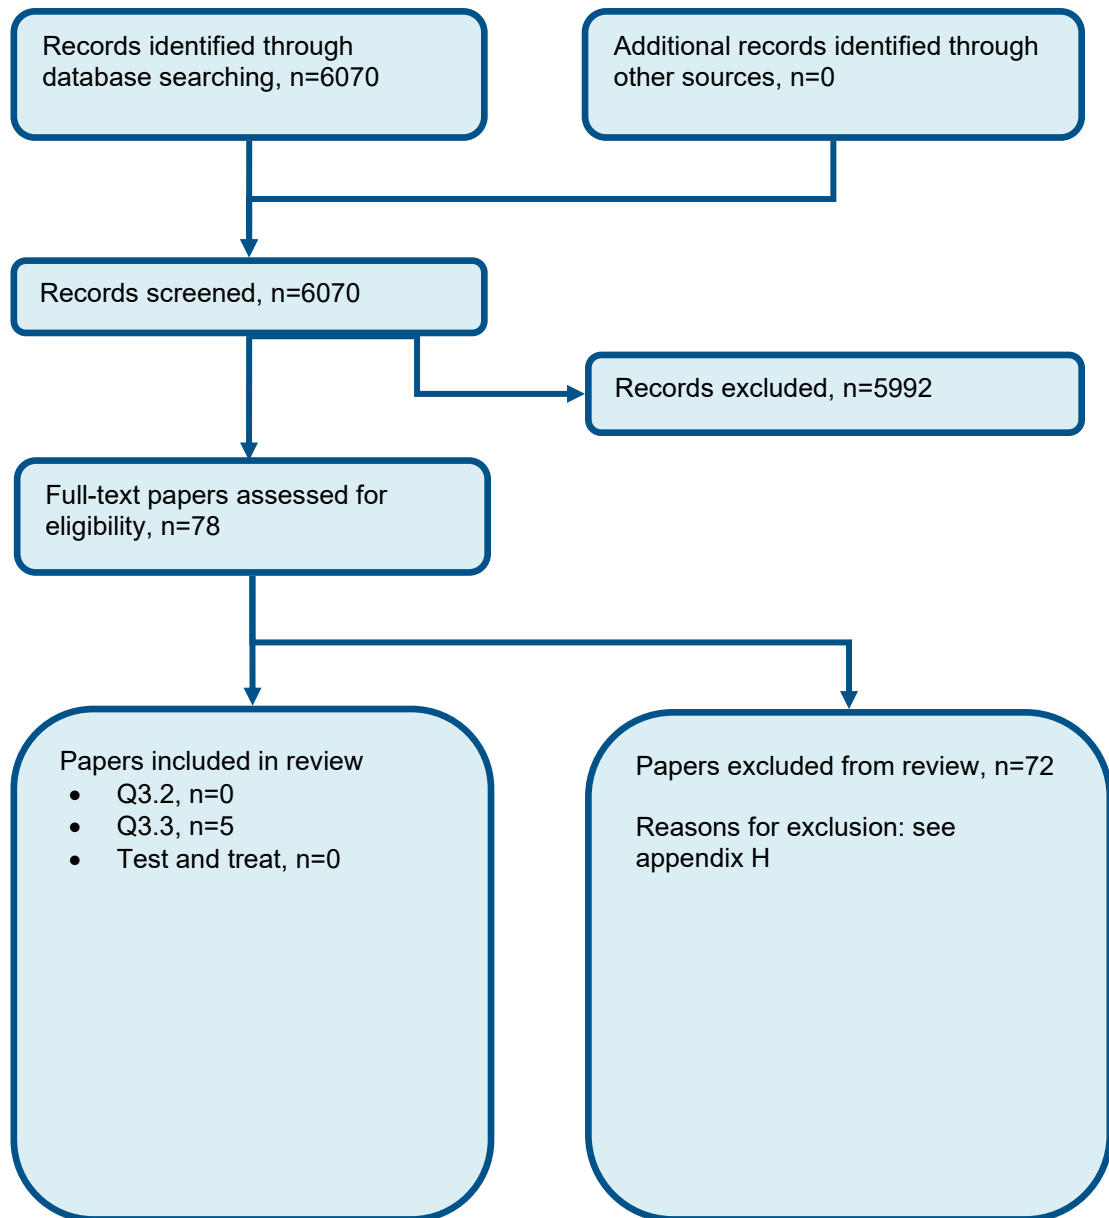 Records identified through
database searching, n=6070
Additional records identified through
other sources, n=0
Records screened, n=6070
Records excluded, n=5992
Full-text papers assessed for
eligibility, n=78
Papers included in review
• Q3.2, n=0
• Q3.3, n=5
• Test and treat, n=0
Papers excluded from review, n=72
Reasons for exclusion: see
appendix H